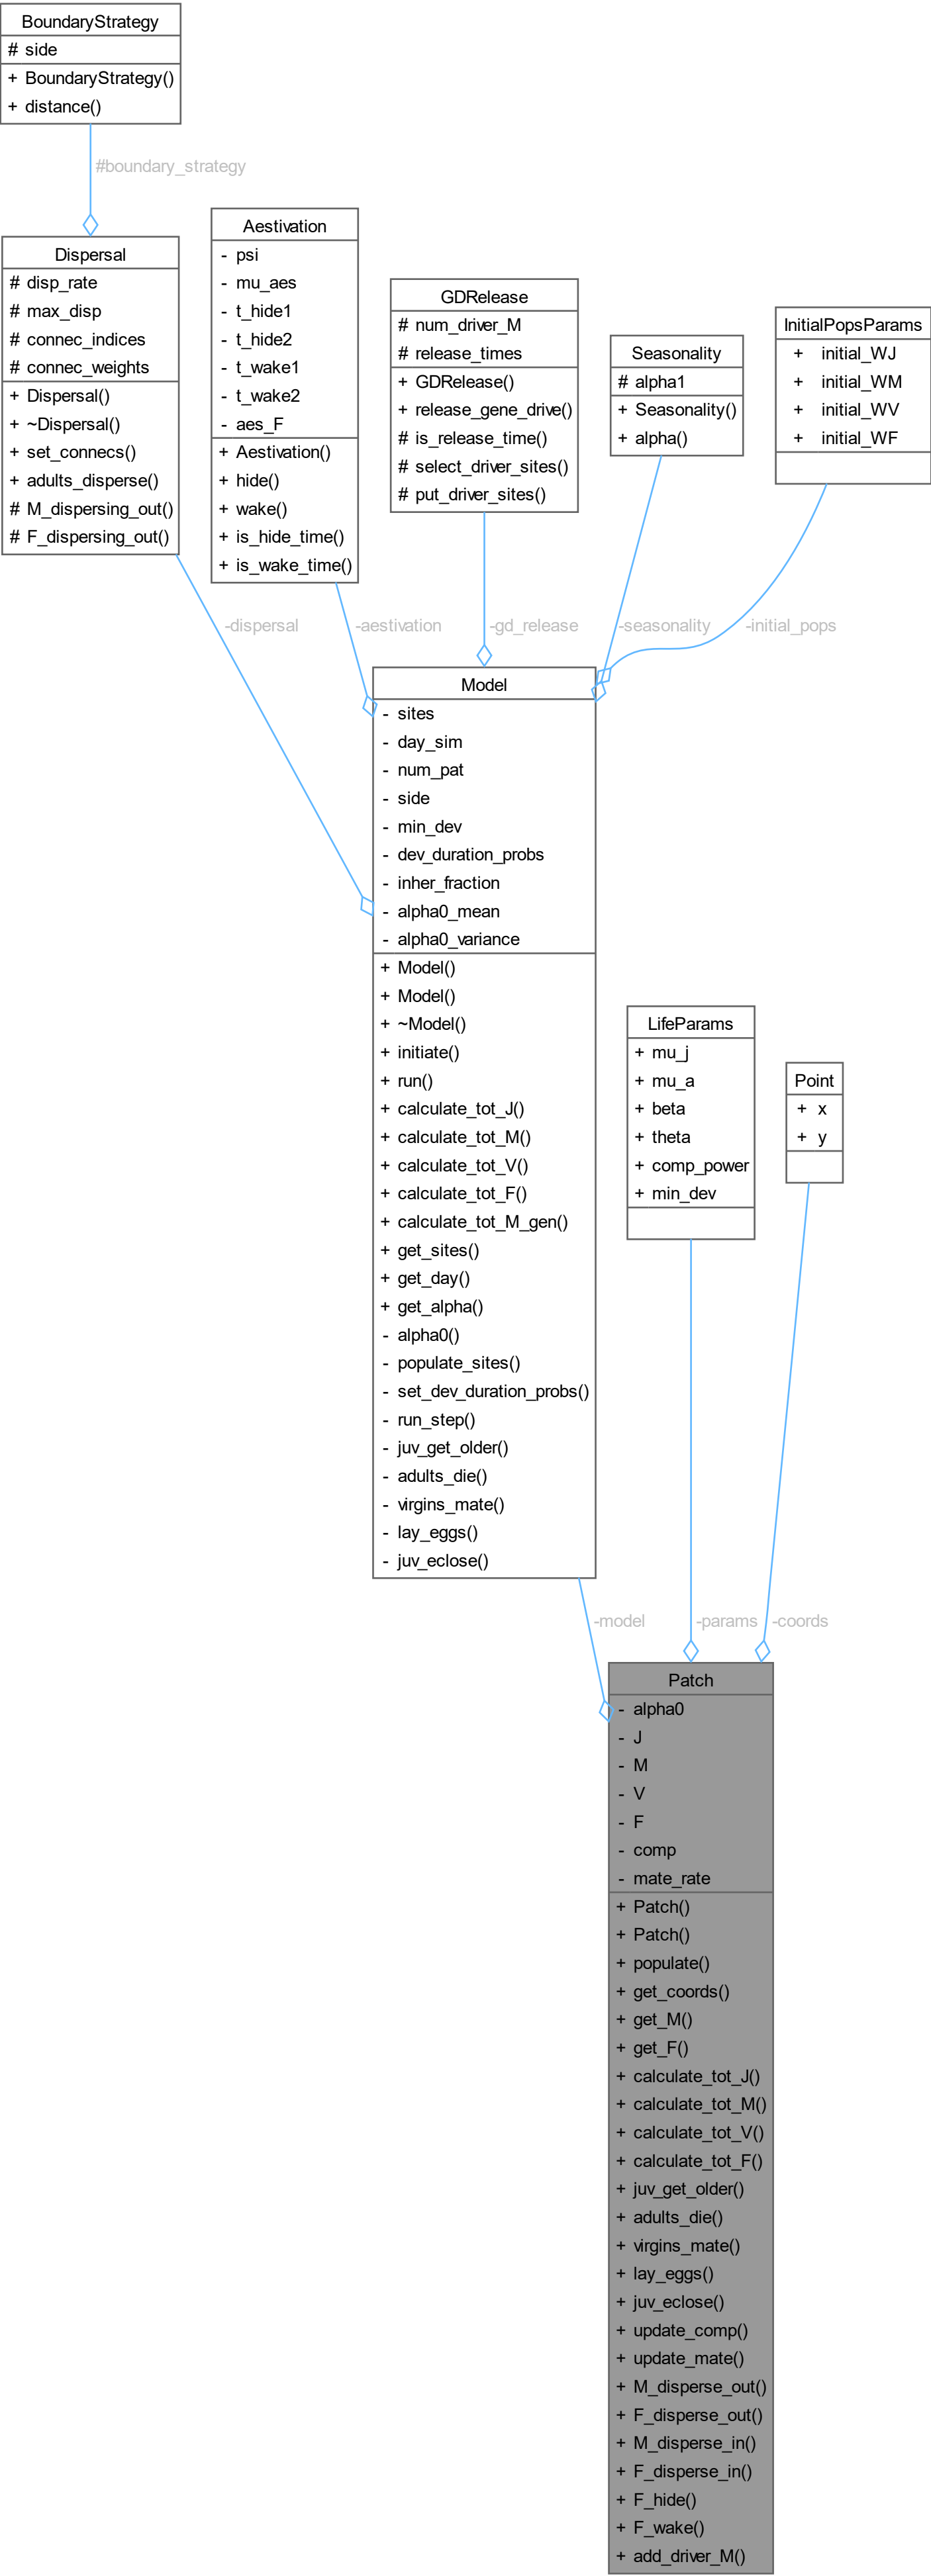 BoundaryStrategy
# side
+ BoundaryStrategy()
+ distance()
#boundary_strategy
Dispersal
# disp_rate
# max_disp
# connec_indices
# connec_weights
+ Dispersal()
+ ~Dispersal()
+ set_connecs()
+ adults_disperse()
# M_dispersing_out()
# F_dispersing_out()
Aestivation
- psi
- mu_aes
- t_hide1
- t_hide2
- t_wake1
- t_wake2
- aes_F
+ Aestivation()
+ hide()
+ wake()
+ is_hide_time()
+ is_wake_time()
GDRelease
# num_driver_M
# release_times
+ GDRelease()
+ release_gene_drive()
# is_release_time()
# select_driver_sites()
# put_driver_sites()
Seasonality
# alpha1
+ Seasonality()
+ alpha()
InitialPopsParams
+ initial_WJ
+ initial_WM
+ initial_WV
+ initial_WF
-dispersal
-aestivation
-gd_release
-seasonality
-initial_pops
Model
- sites
- day_sim
- num_pat
- side
- min_dev
- dev_duration_probs
- inher_fraction
- alpha0_mean
- alpha0_variance
+ Model()
+ Model()
+ ~Model()
+ initiate()
+ run()
+ calculate_tot_J()
+ calculate_tot_M()
+ calculate_tot_V()
+ calculate_tot_F()
+ calculate_tot_M_gen()
+ get_sites()
+ get_day()
+ get_alpha()
- alpha0()
- populate_sites()
- set_dev_duration_probs()
- run_step()
- juv_get_older()
- adults_die()
- virgins_mate()
- lay_eggs()
- juv_eclose()
LifeParams
+ mu_j
+ mu_a
+ beta
+ theta
+ comp_power
+ min_dev
Point
+ x
+ y
-model
-params
-coords
Patch
- alpha0
- J
- M
- V
- F
- comp
- mate_rate
+ Patch()
+ Patch()
+ populate()
+ get_coords()
+ get_M()
+ get_F()
+ calculate_tot_J()
+ calculate_tot_M()
+ calculate_tot_V()
+ calculate_tot_F()
+ juv_get_older()
+ adults_die()
+ virgins_mate()
+ lay_eggs()
+ juv_eclose()
+ update_comp()
+ update_mate()
+ M_disperse_out()
+ F_disperse_out()
+ M_disperse_in()
+ F_disperse_in()
+ F_hide()
+ F_wake()
+ add_driver_M()